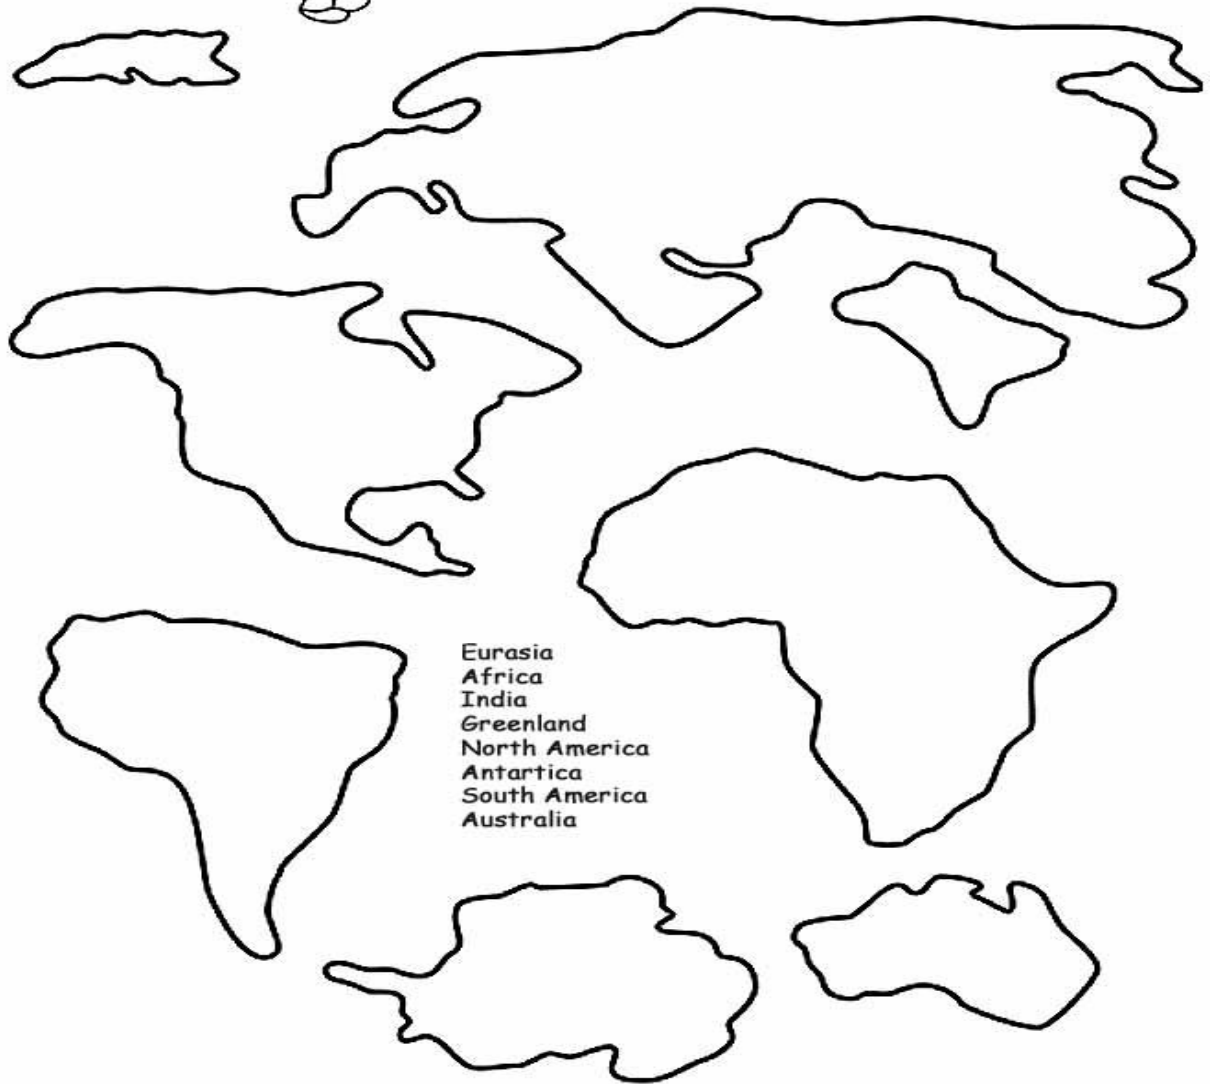 Eurasia
Africa
India
Greenland
North America
Antartica
South America
Australia